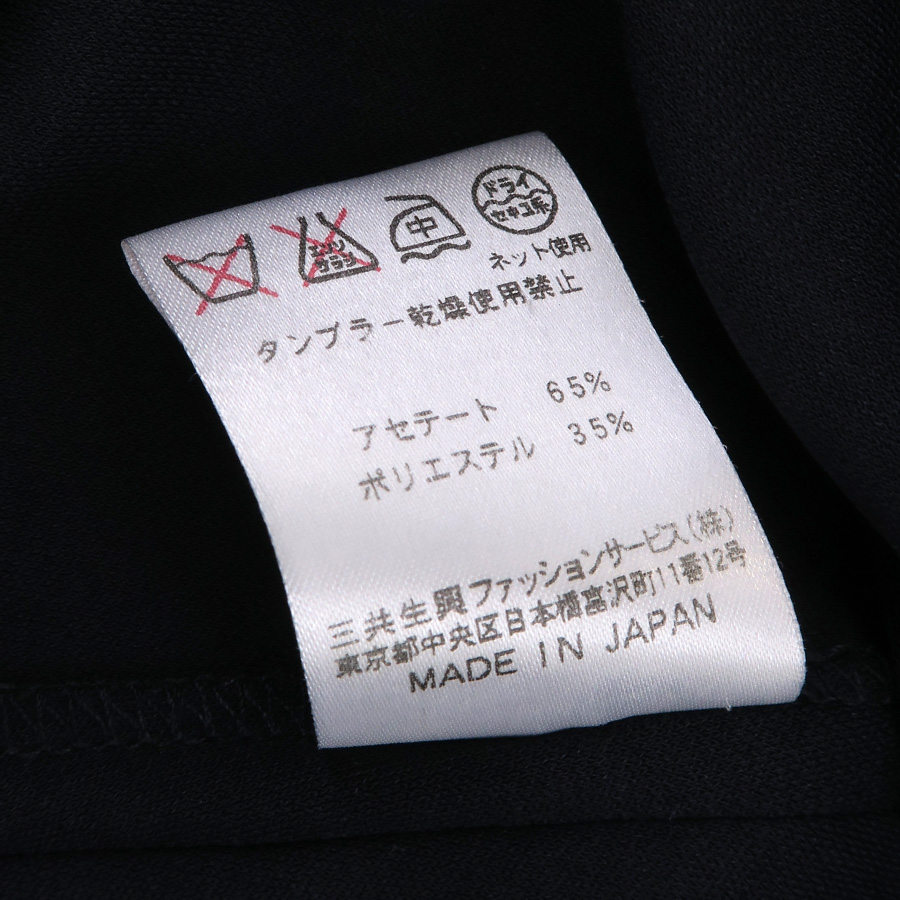 エンソ
サラシ
中
ドライ
セキユ系
ネット使用
タンブラー乾燥使用禁止
アセテート 65%
ポリエステル 35%
三共生興ファッションサービス(株)
東京都中央区日本橋富沢町11番12号
MADE IN JAPAN